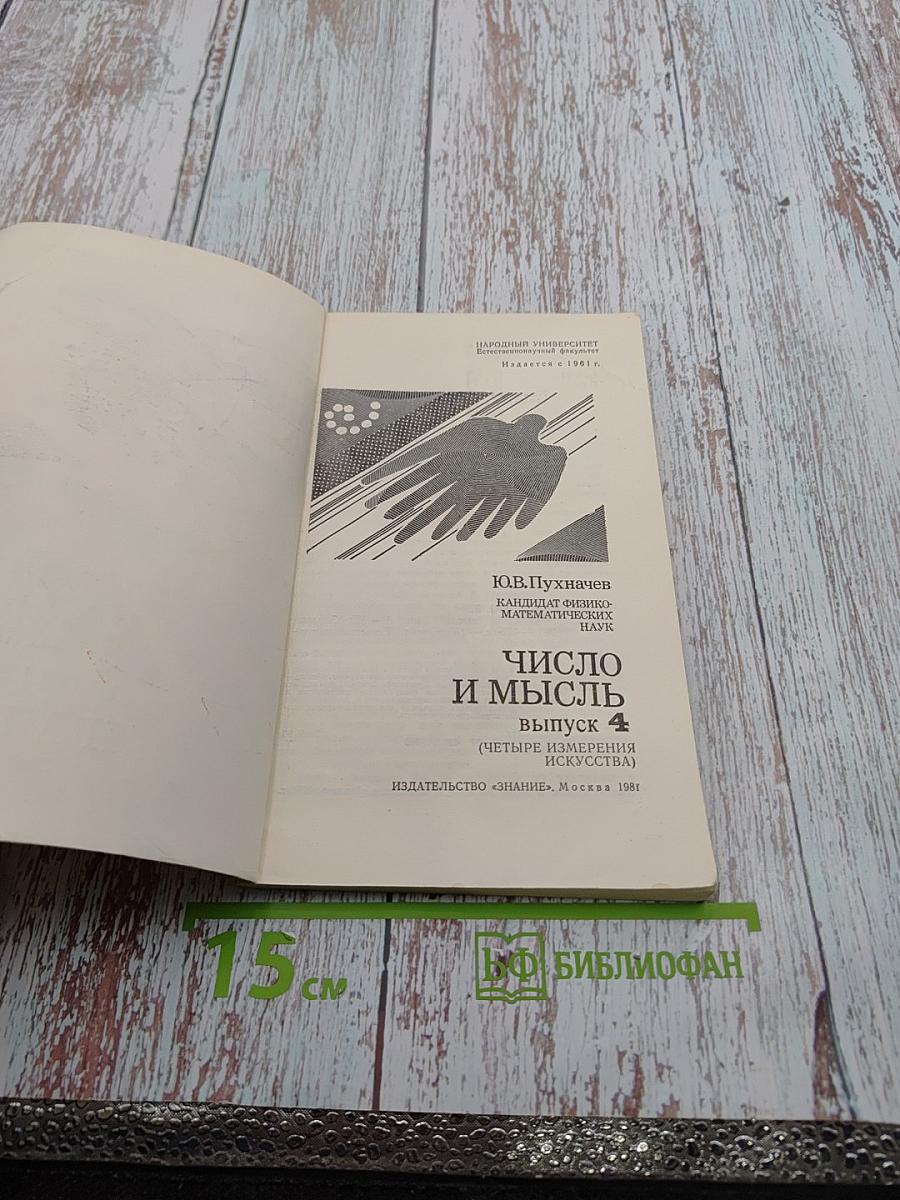 НАРОДНЫЙ УНИВЕРСИТЕТ
Естественнонаучный факультет
Издается с 1961 г.
Ю.В.Пухначев
КАНДИДАТ ФИЗИКО-
МАТЕМАТИЧЕСКИХ
НАУК
ЧИСЛО
И МЫСЛЬ
выпуск 4
(ЧЕТЫРЕ ИЗМЕРЕНИЯ
ИСКУССТВА)
ИЗДАТЕЛЬСТВО «ЗНАНИЕ». Москва 1981
15 см
БФ БИБЛИОФАН